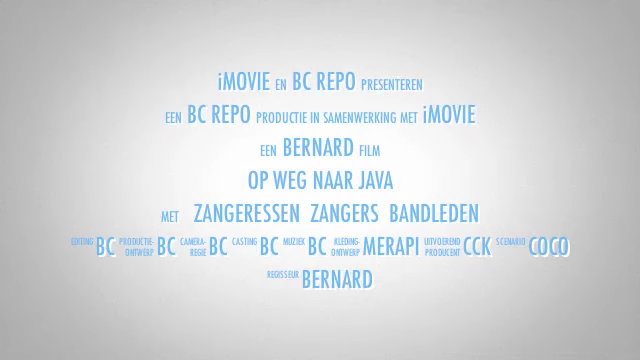 iMOVIE EN BC REPO PRESENTEREN
EEN BC REPO PRODUCTIE IN SAMENWERKING MET iMOVIE
EEN BERNARD FILM
OP WEG NAAR JAVA
MET ZANGERESSEN ZANGERS BANDLEDEN
EDITING BC PRODUCTIE-ONTWERP BC CAMERA-REGIE BC CASTING BC MUZIEK BC KLEDING-ONTWERP MERAPI UITVOEREND PRODUCENT CCK SCENARIO COCO
REGISSEUR BERNARD